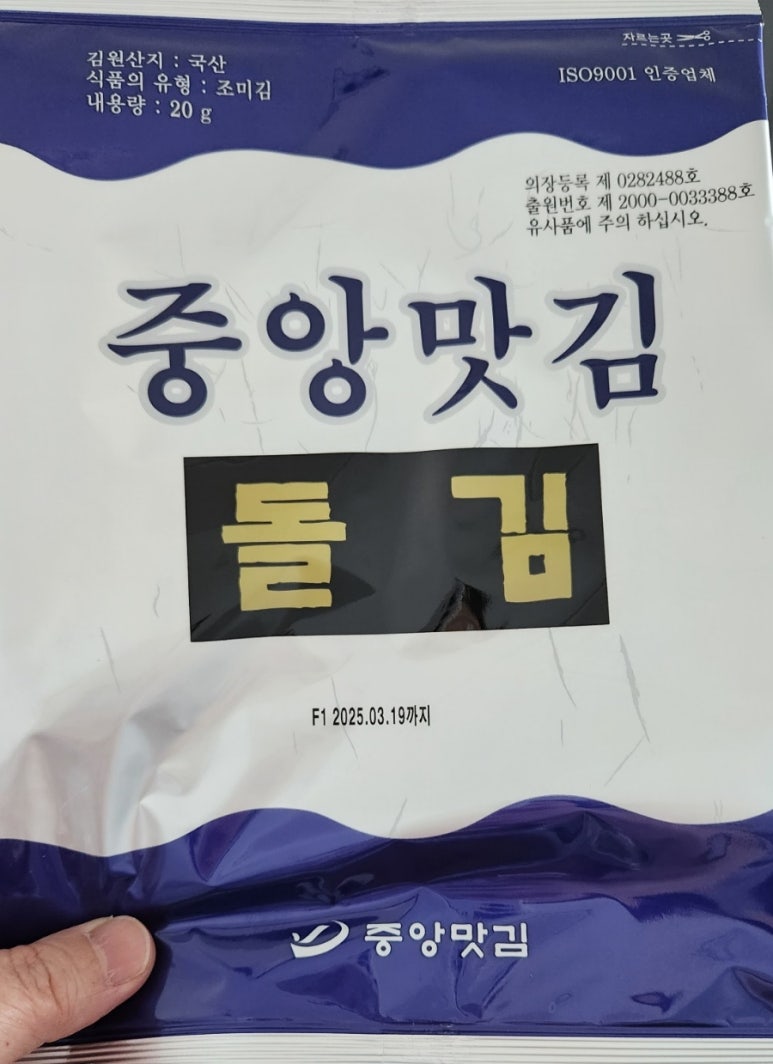 자르는곳
김원산지 : 국산
식품의 유형 : 조미김
내용량 : 20 g
ISO9001 인증업체
의장등록 제 0282488호
출원번호 제 2000-0033388호
유사품에 주의 하십시오.
중앙맛김
돌 김
F1 2025.03.19까지
중앙맛김